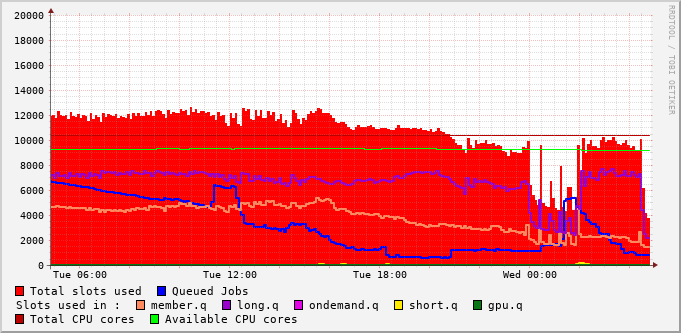 20000
18000
16000
14000
12000
10000
8000
6000
4000
2000
0
Tue 06:00 Tue 12:00 Tue 18:00 Wed 00:00
RRDTOOL / TOBI OETIKER
Total slots used Queued Jobs
Slots used in : member.q long.q ondemand.q short.q gpu.q
Total CPU cores Available CPU cores